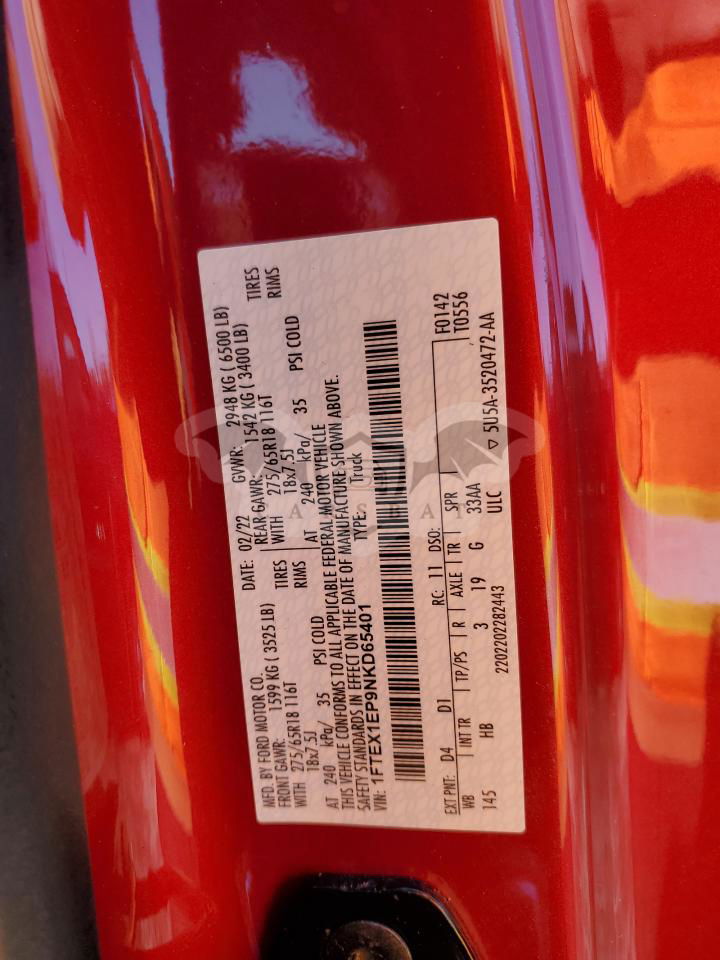 MFD. BY FORD MOTOR CO.
DATE: 02/22 GVWR: 2948 KG ( 6500 LB)
FRONT GAWR: 1599 KG ( 3525 LB) REAR GAWR: 1542 KG ( 3400 LB)
WITH 275/65R18 116T TIRES WITH 275/65R18 116T TIRES
18x7.5J RIMS 18x7.5J RIMS
AT 240 kPa/ 35 PSI COLD AT 240 kPa/ 35 PSI COLD
THIS VEHICLE CONFORMS TO ALL APPLICABLE FEDERAL MOTOR VEHICLE
SAFETY STANDARDS IN EFFECT ON THE DATE OF MANUFACTURE SHOWN ABOVE.
VIN: 1FTEX1EP9NKD65401 TYPE: Truck
F0142
T0556
EXT PNT: D4 D1 RC: 11 DSO:
WB INT TR TP/PS R AXLE TR SPR
145 HB 3 19 G 33AA
2202202282443 ULC ▽ 5U5A-3520472-AA